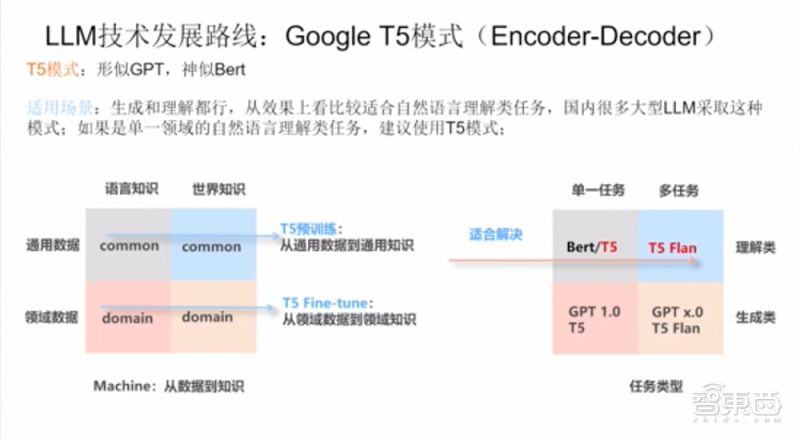 LLM技术发展路线：Google T5模式（Encoder-Decoder）
T5模式：形似GPT，神似Bert
适用场景：生成和理解都行，从效果上看比较适合自然语言理解类任务，国内很多大型LLM采取这种
模式；如果是单一领域的自然语言理解类任务，建议使用T5模式；
语言知识 世界知识
通用数据 common common
领域数据 domain domain
T5预训练：
从通用数据到通用知识
T5 Fine-tune：
从领域数据到领域知识
Machine：从数据到知识
适合解决
单一任务 多任务
Bert/T5 T5 Flan 理解类
GPT 1.0 GPT x.0 生成类
T5 T5 Flan
任务类型
智東西
zhidx.com